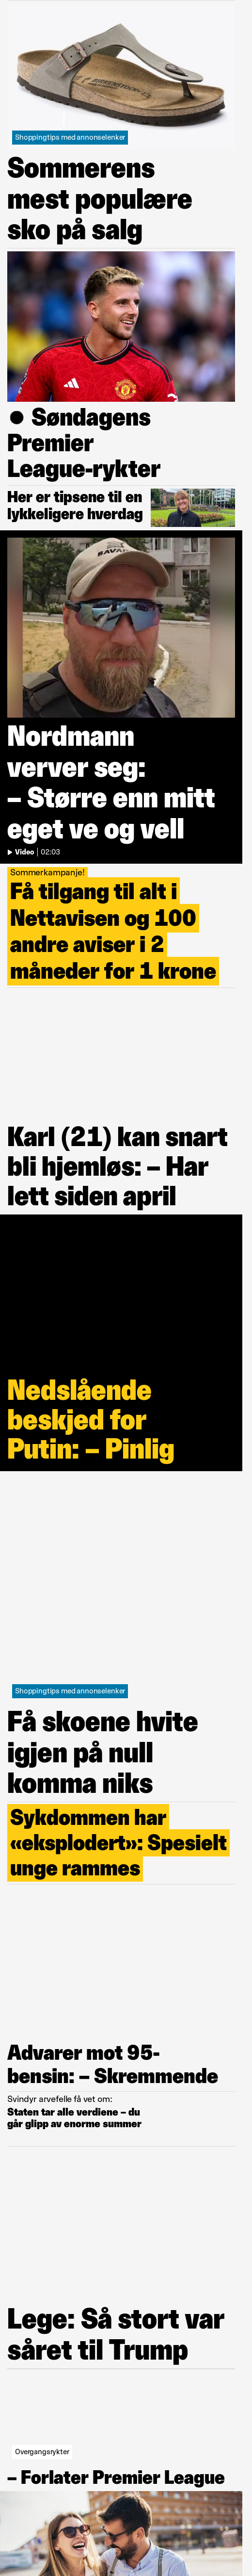 BIRKENSTOCK
Shoppingtips med annonselenker
Sommerens
mest populære
sko på salg
● Søndagens
Premier
League-rykter
Her er tipsene til en
lykkeligere hverdag
Nordmann
verver seg:
– Større enn mitt
eget ve og vell
Video | 02:03
Sommerkampanje!
Få tilgang til alt i
Nettavisen og 100
andre aviser i 2
måneder for 1 krone
Karl (21) kan snart
bli hjemløs: – Har
lett siden april
Nedslående
beskjed for
Putin: – Pinlig
Shoppingtips med annonselenker
Få skoene hvite
igjen på null
komma niks
Sykdommen har
«eksplodert»: Spesielt
unge rammes
Advarer mot 95-
bensin: – Skremmende
Svindyr arvefelle få vet om:
Staten tar alle verdiene – du
går glipp av enorme summer
Lege: Så stort var
såret til Trump
Overgangsrykter
– Forlater Premier League